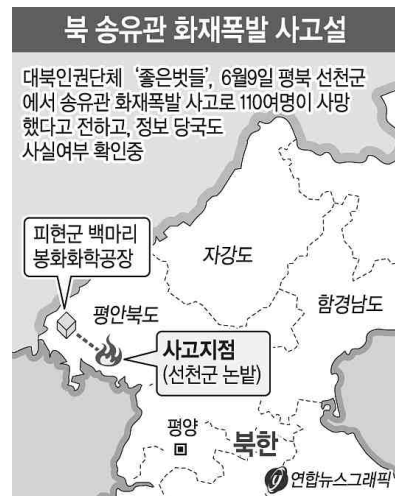 북 송유관 화재폭발 사고설
대북인권단체 ‘좋은벗들’, 6월9일 평북 선천군
에서 송유관 화재폭발 사고로 110여명이 사망
했다고 전하고, 정보 당국도
사실여부 확인중
피현군 백마리
봉화화학공장
자강도
함경남도
평안북도
사고지점
(선천군 논밭)
평양
북한
연합뉴스그래픽